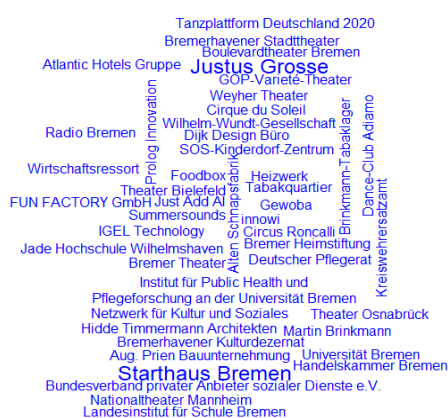 Tanzplattform Deutschland 2020
Bremerhavener Stadttheater
Boulevardtheater Bremen
Atlantic Hotels Gruppe
Justus Grosse
GOP-Varieté-Theater
Weyher Theater
Cirque du Soleil
Wilhelm-Wundt-Gesellschaft
Radio Bremen
Dijk Design Büro
SOS-Kinderdorf-Zentrum
Prolog Innovation
Brinkmann-Tabaklager
Dance-Club Adiamo
Wirtschaftsressort
Foodbox
Heizwerk
Theater Bielefeld
Tabakquartier
FUN FACTORY GmbH
Just Add AI
Gewoba
Summersounds
innowi
Alten Schnapsfabrik
Kreiswehrersatzamt
IGEL Technology
Circus Roncalli
Jade Hochschule Wilhelmshaven
Bremer Heimstiftung
Bremer Theater
Deutscher Pflegerat
Institut für Public Health und
Pflegeforschung an der Universität Bremen
Netzwerk für Kultur und Soziales
Theater Osnabrück
Hidde Timmermann Architekten
Martin Brinkmann
Bremerhavener Kulturdezernat
Aug. Prien Bauunternehmung
Universität Bremen
Starthaus Bremen
Handelskammer Bremen
Bundesverband privater Anbieter sozialer Dienste e.V.
Nationaltheater Mannheim
Landesinstitut für Schule Bremen